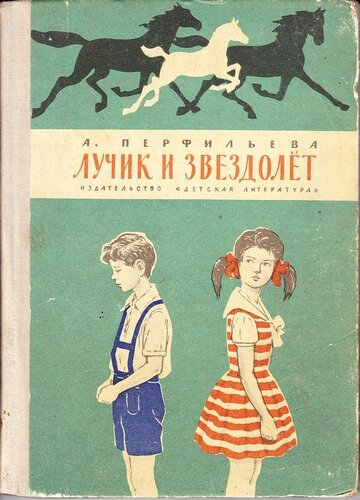 А. ПЕРФИЛЬЕВА
ЛУЧИК И ЗВЕЗДОЛЁТ
ИЗДАТЕЛЬСТВО «ДЕТСКАЯ ЛИТЕРАТУРА»